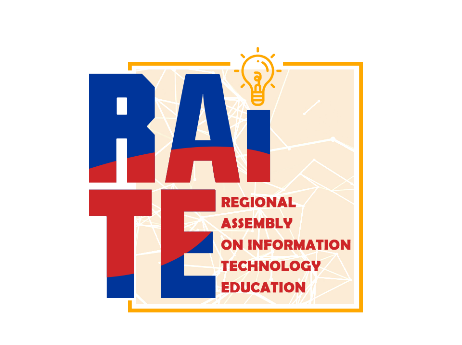 RAi
TE
REGIONAL
ASSEMBLY
ON INFORMATION
TECHNOLOGY
EDUCATION